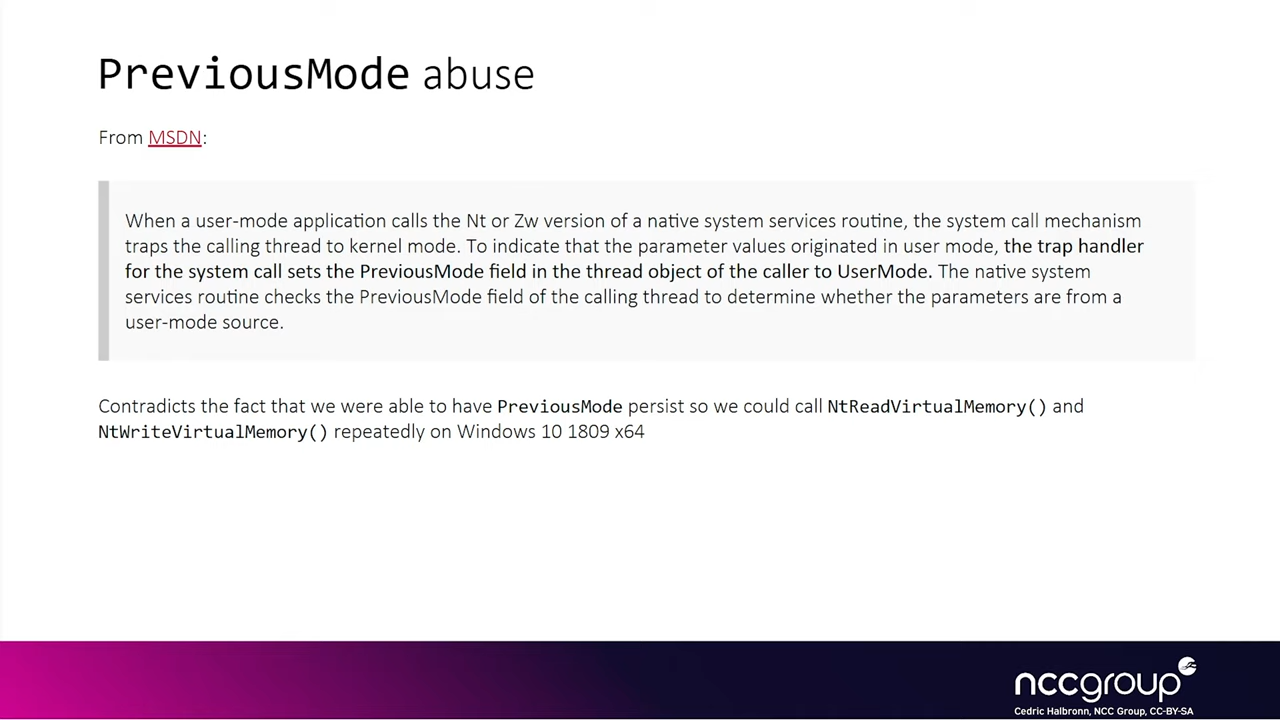 PreviousMode abuse
From MSDN:
When a user-mode application calls the Nt or Zw version of a native system services routine, the system call mechanism
traps the calling thread to kernel mode. To indicate that the parameter values originated in user mode, the trap handler
for the system call sets the PreviousMode field in the thread object of the caller to UserMode. The native system
services routine checks the PreviousMode field of the calling thread to determine whether the parameters are from a
user-mode source.
Contradicts the fact that we were able to have PreviousMode persist so we could call NtReadVirtualMemory() and
NtWriteVirtualMemory() repeatedly on Windows 10 1809 x64
nccgroup
Cedric Halbronn, NCC Group, CC-BY-SA